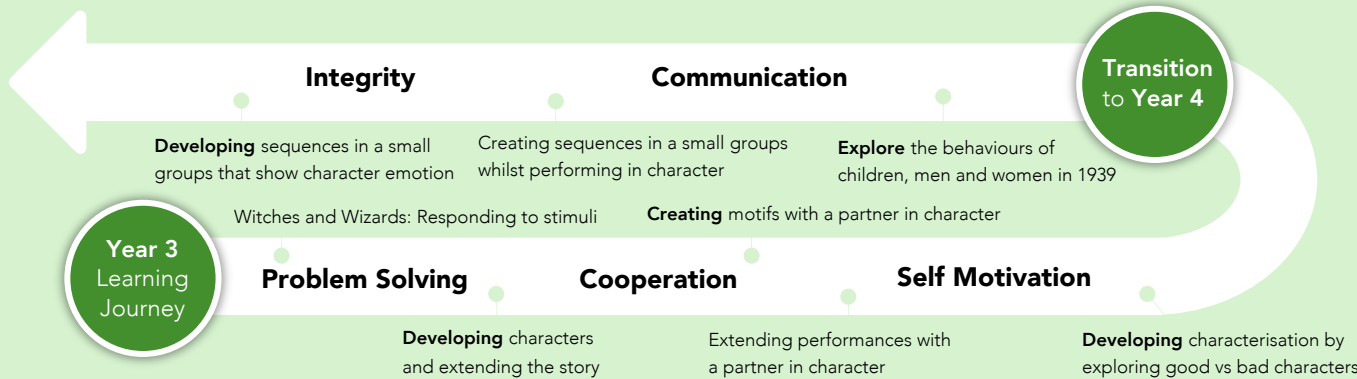 Integrity
Communication
Transition
to Year 4
Developing sequences in a small
groups that show character emotion
Creating sequences in a small groups
whilst performing in character
Explore the behaviours of
children, men and women in 1939
Witches and Wizards: Responding to stimuli
Creating motifs with a partner in character
Year 3
Learning
Journey
Problem Solving
Cooperation
Self Motivation
Developing characters
and extending the story
Extending performances with
a partner in character
Developing characterisation by
exploring good vs bad characters